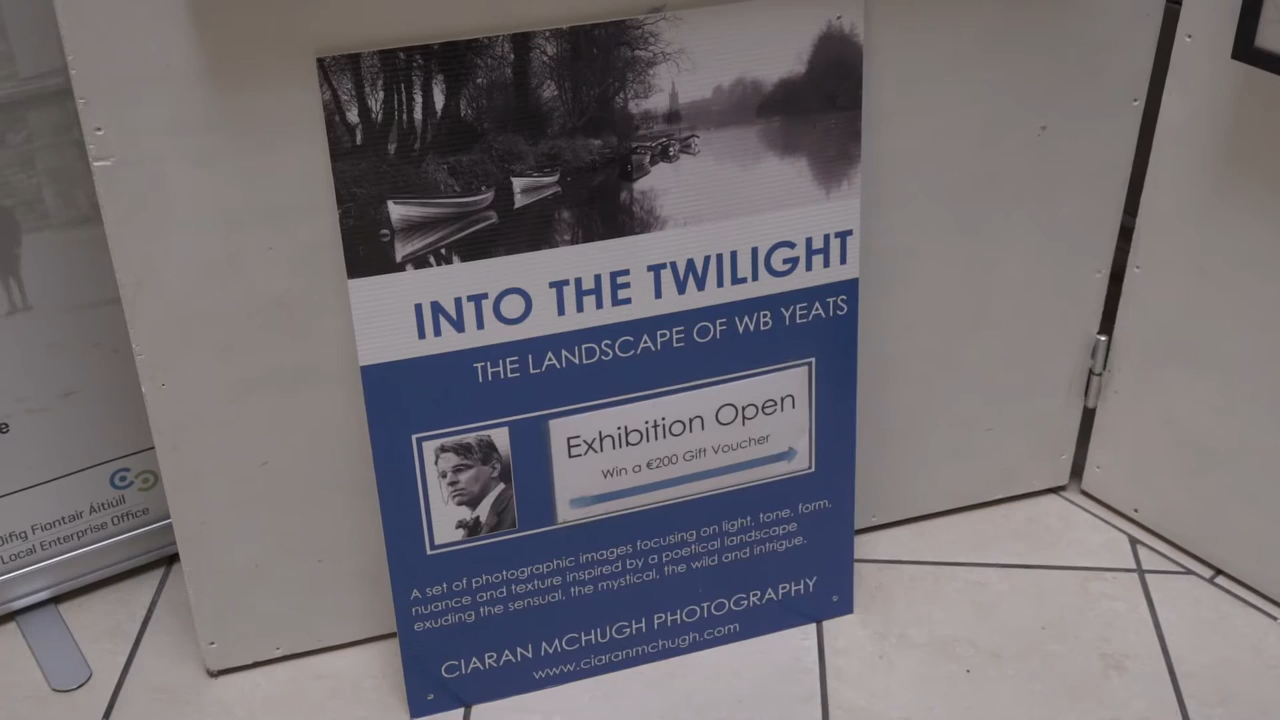 INTO THE TWILIGHT
THE LANDSCAPE OF WB YEATS
Exhibition Open
Win a €200 Gift Voucher
A set of photographic images focusing on light, tone, form,
nuance and texture inspired by a poetical landscape
exuding the sensual, the mystical, the wild and intrigue.
CIARAN MCHUGH PHOTOGRAPHY
www.ciaranmchugh.com
Oifig Fiontair Áitiúil
Local Enterprise Office